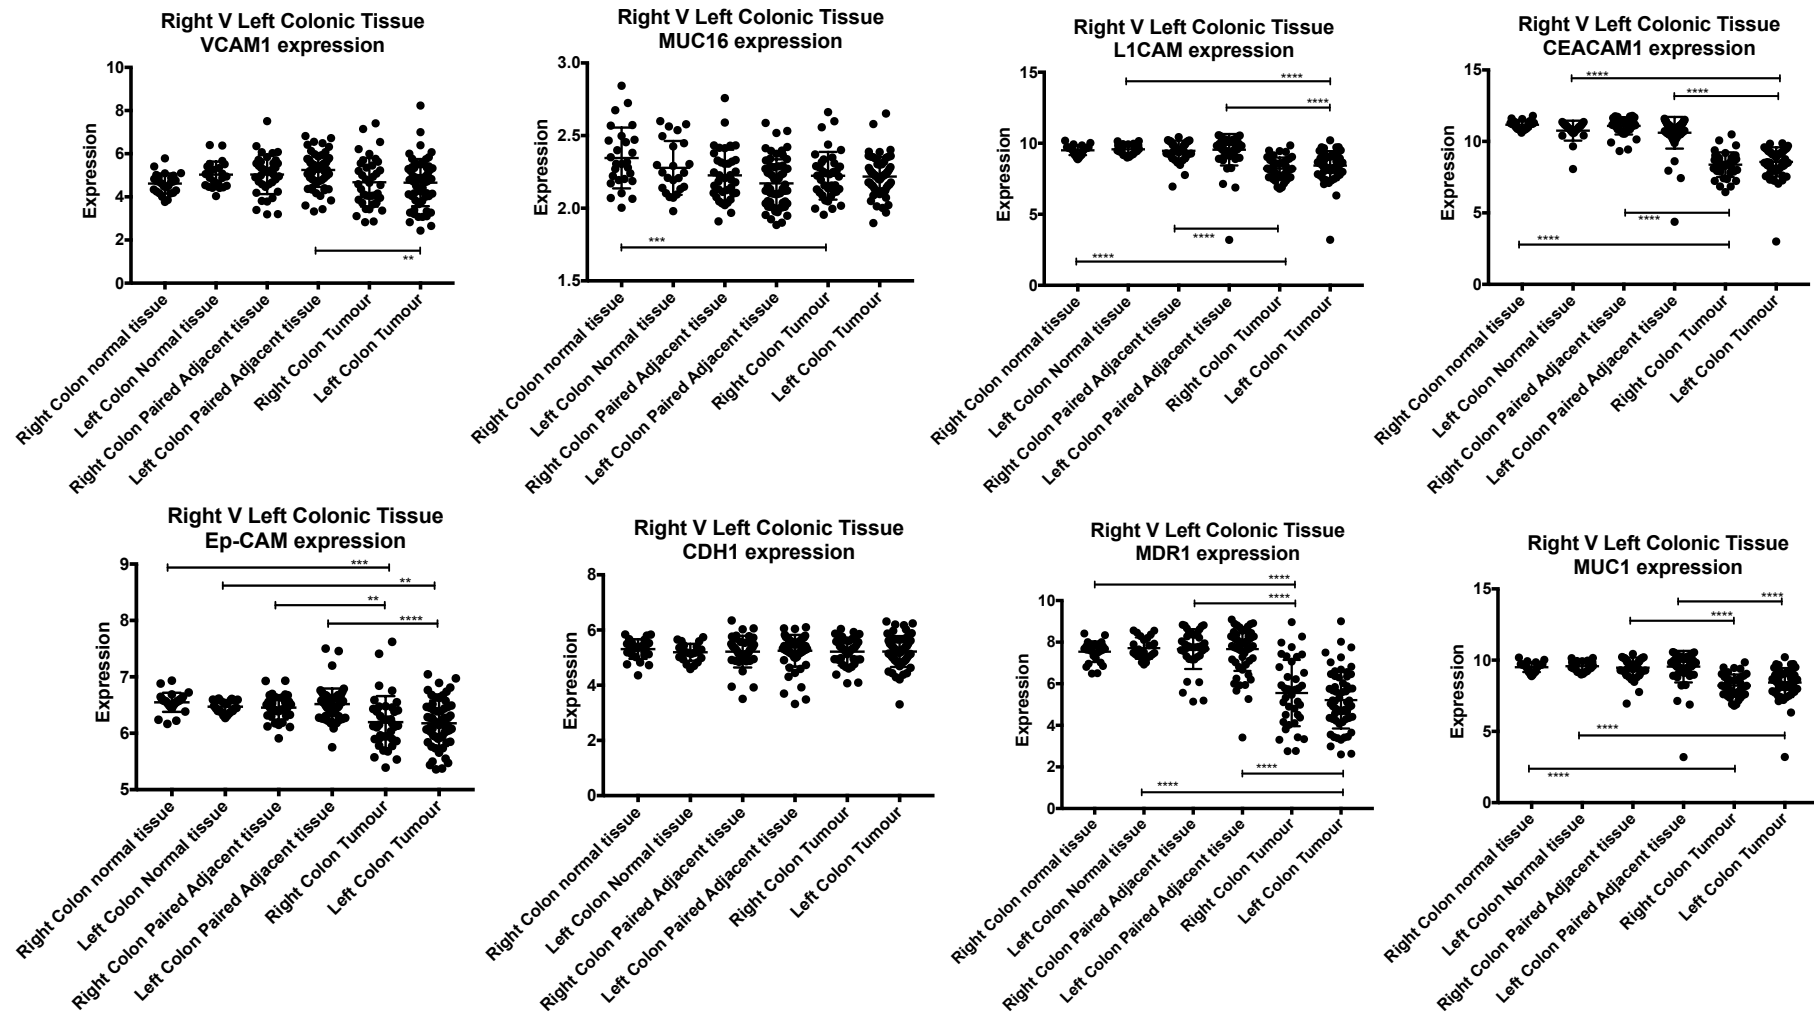 Right V Left Colonic Tissue
VCAM1 expression
Expression
10
8
6
4
2
0
**
Right Colon normal tissue
Left Colon Normal tissue
Right Colon Paired Adjacent tissue
Left Colon Paired Adjacent tissue
Right Colon Tumour
Left Colon Tumour
Right V Left Colonic Tissue
MUC16 expression
Expression
3.0
2.5
2.0
1.5
***
Right Colon normal tissue
Left Colon Normal tissue
Right Colon Paired Adjacent tissue
Left Colon Paired Adjacent tissue
Right Colon Tumour
Left Colon Tumour
Right V Left Colonic Tissue
L1CAM expression
Expression
15
10
5
0
****
****
****
****
Right Colon normal tissue
Left Colon Normal tissue
Right Colon Paired Adjacent tissue
Left Colon Paired Adjacent tissue
Right Colon Tumour
Left Colon Tumour
Right V Left Colonic Tissue
CEACAM1 expression
Expression
15
10
5
0
****
****
****
****
Right Colon normal tissue
Left Colon Normal tissue
Right Colon Paired Adjacent tissue
Left Colon Paired Adjacent tissue
Right Colon Tumour
Left Colon Tumour
Right V Left Colonic Tissue
Ep-CAM expression
Expression
9
8
7
6
5
***
**
**
****
Right Colon normal tissue
Left Colon Normal tissue
Right Colon Paired Adjacent tissue
Left Colon Paired Adjacent tissue
Right Colon Tumour
Left Colon Tumour
Right V Left Colonic Tissue
CDH1 expression
Expression
8
6
4
2
0
Right Colon normal tissue
Left Colon Normal tissue
Right Colon Paired Adjacent tissue
Left Colon Paired Adjacent tissue
Right Colon Tumour
Left Colon Tumour
Right V Left Colonic Tissue
MDR1 expression
Expression
10
8
6
4
2
0
****
****
****
****
Right Colon normal tissue
Left Colon Normal tissue
Right Colon Paired Adjacent tissue
Left Colon Paired Adjacent tissue
Right Colon Tumour
Left Colon Tumour
Right V Left Colonic Tissue
MUC1 expression
Expression
15
10
5
0
****
****
****
****
Right Colon normal tissue
Left Colon Normal tissue
Right Colon Paired Adjacent tissue
Left Colon Paired Adjacent tissue
Right Colon Tumour
Left Colon Tumour